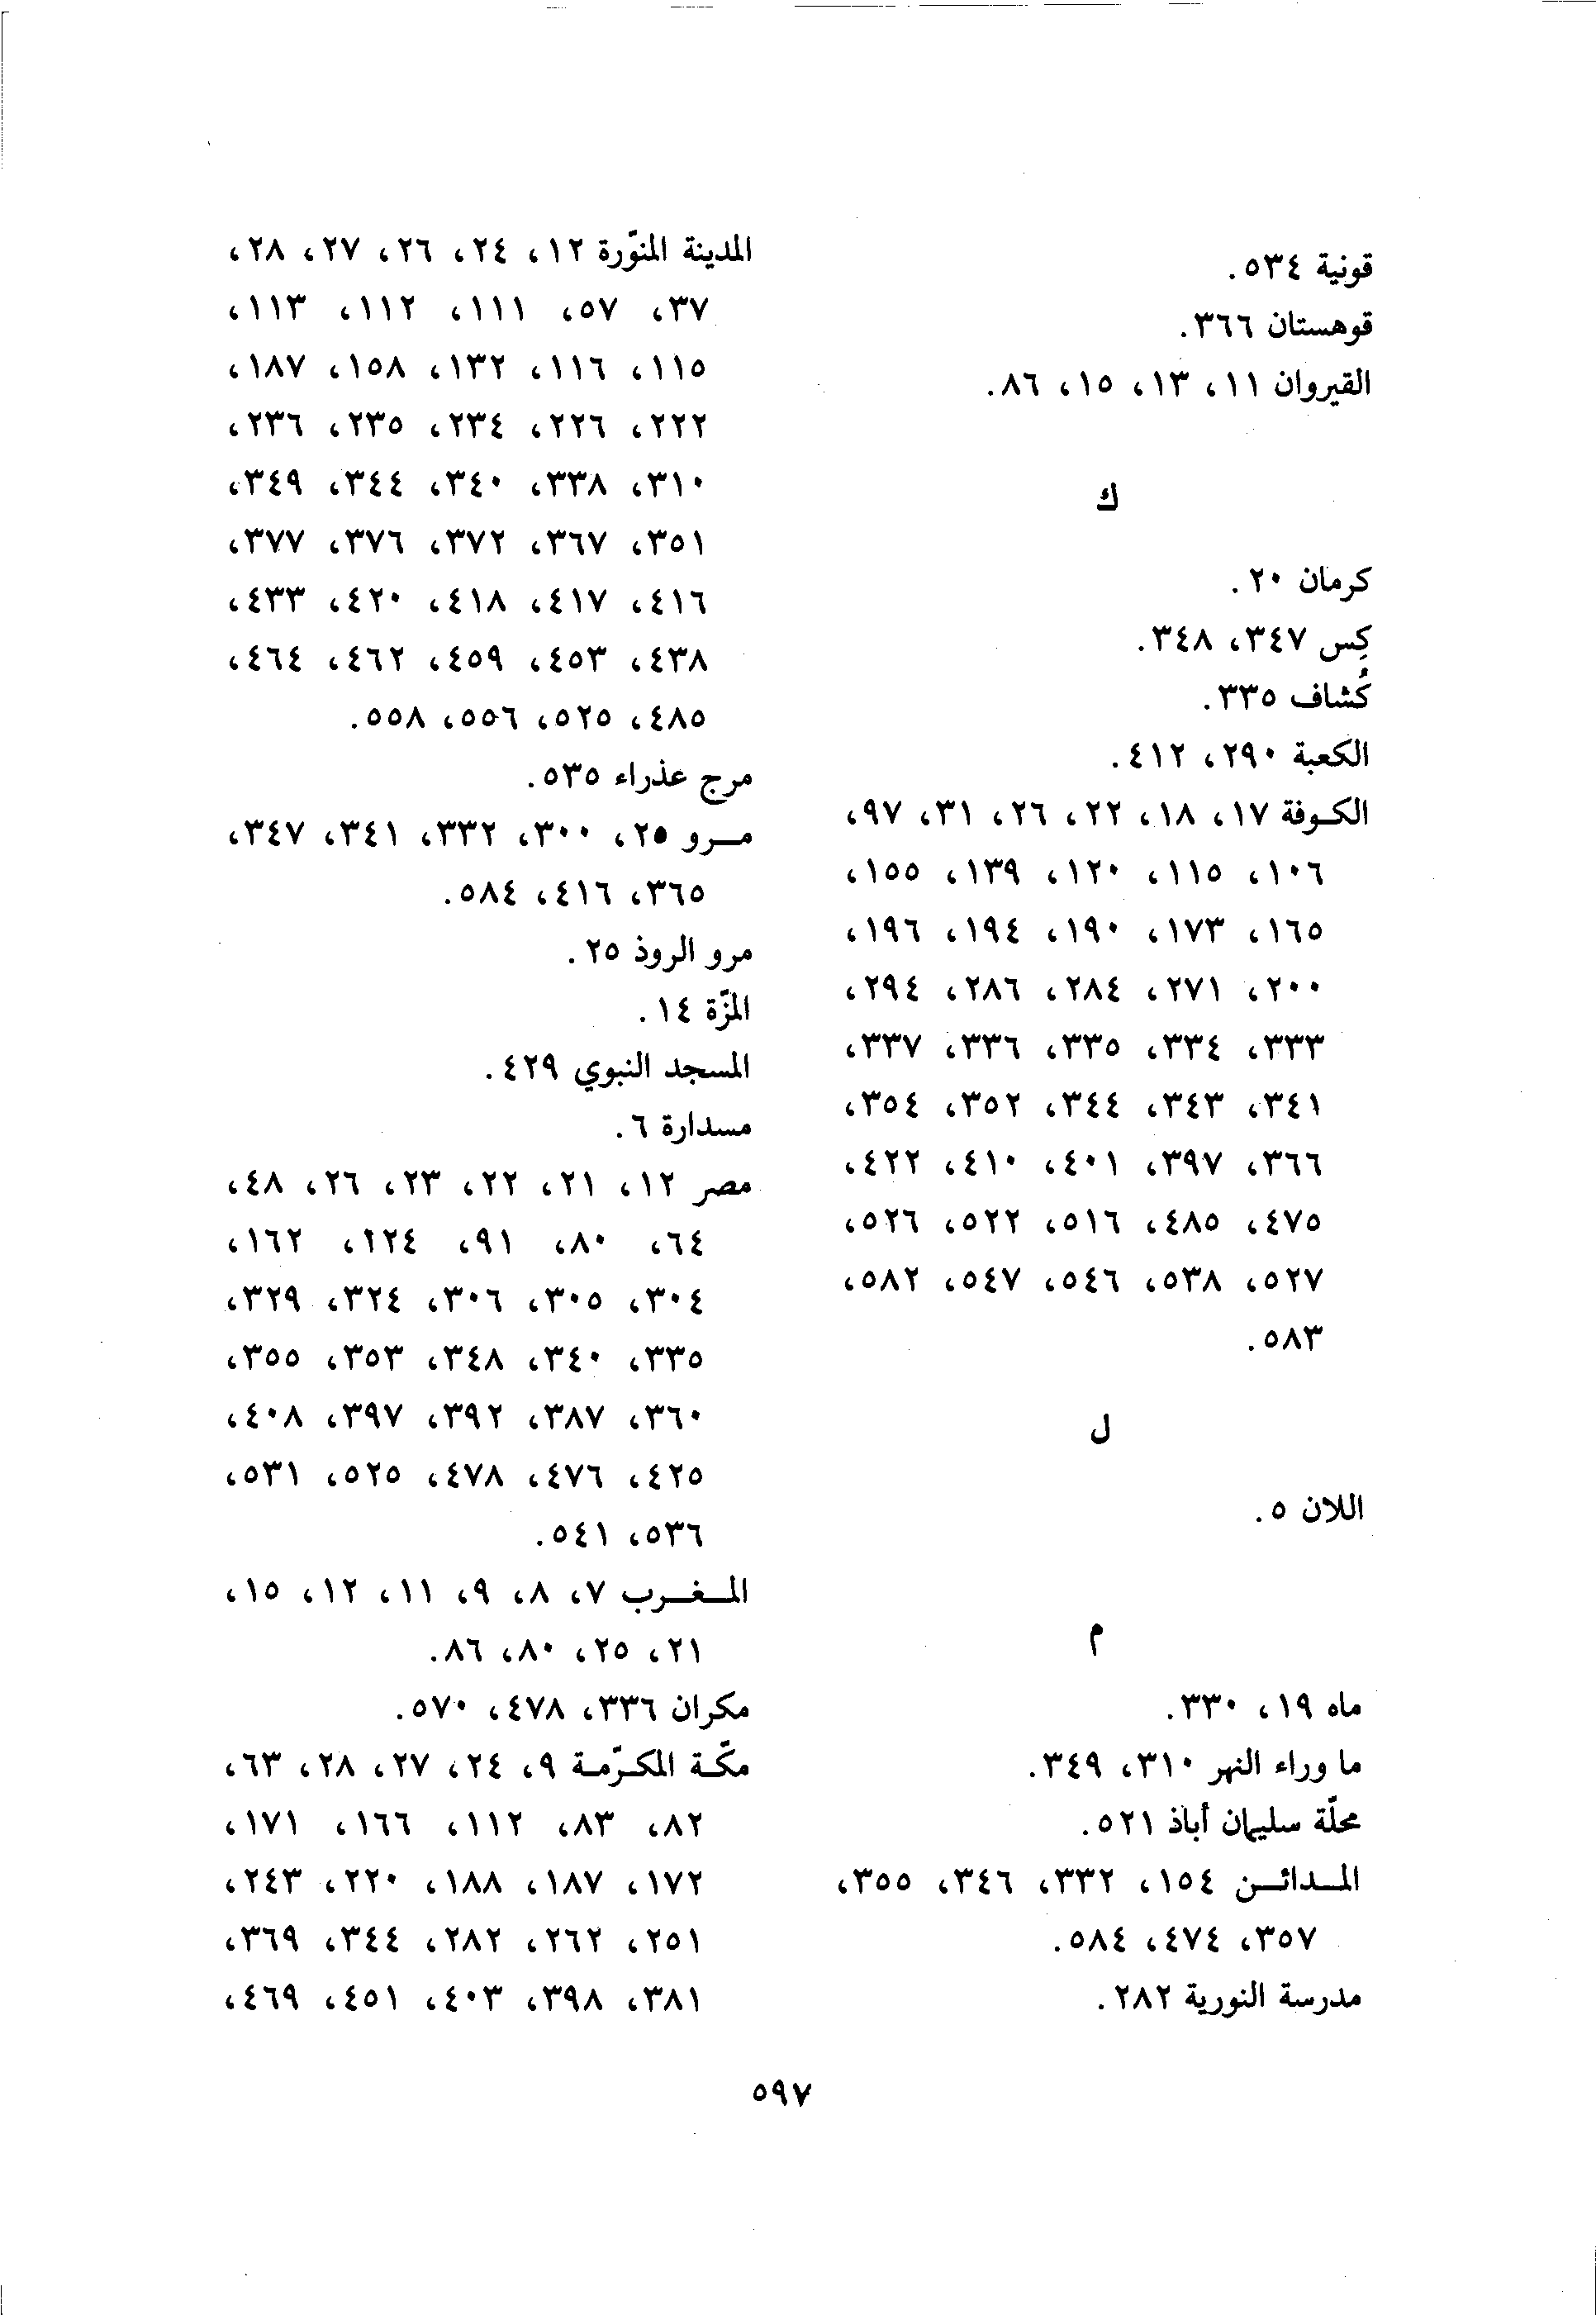 قونية ٥٣٤.
قوهستان ٣٦٦.
القيروان ١١، ١٣، ١٥، ٨٦.
ك
كرمان ٢٠.
كِس ٣٤٧، ٣٤٨.
كُشاف ٣٣٥.
الكعبة ٢٩٠، ٤١٢.
الكوفة ١٧، ١٨، ٢٢، ٢٦، ٣١، ٩٧،
١٠٦، ١١٥، ١٢٠، ١٣٩، ١٥٥،
١٦٥، ١٧٣، ١٩٠، ١٩٤، ١٩٦،
٢٠٠، ٢٧١، ٢٨٤، ٢٨٦، ٢٩٤،
٣٣٣، ٣٣٤، ٣٣٥، ٣٣٦، ٣٣٧،
٣٤١، ٣٤٣، ٣٤٤، ٣٥٢، ٣٥٤،
٣٦٦، ٣٩٧، ٤٠١، ٤١٠، ٤٢٢،
٤٧٥، ٤٨٥، ٥١٦، ٥٢٢، ٥٢٦،
٥٢٧، ٥٣٨، ٥٤٦، ٥٤٧، ٥٨٢،
٥٨٣.
ل
اللان ٥.
م
ماه ١٩، ٣٣٠.
ما وراء النهر ٣١٠، ٣٤٩.
محلّة سليمان أباذ ٥٢١.
المدائن ١٥٤، ٣٣٢، ٣٤٦، ٣٥٥،
٣٥٧، ٤٧٤، ٥٨٤.
مدرسة النورية ٢٨٢.
المدينة المنوّرة ١٢، ٢٤، ٢٦، ٢٧، ٢٨،
٣٧، ٥٧، ١١١، ١١٢، ١١٣،
١١٥، ١١٦، ١٣٢، ١٥٨، ١٨٧،
٢٢٢، ٢٢٦، ٢٣٤، ٢٣٥، ٢٣٦،
٣١٠، ٣٣٨، ٣٤٠، ٣٤٤، ٣٤٩،
٣٥١، ٣٦٧، ٣٧٢، ٣٧٦، ٣٧٧،
٤١٦، ٤١٧، ٤١٨، ٤٢٠، ٤٣٣،
٤٣٨، ٤٥٣، ٤٥٩، ٤٦٢، ٤٦٤،
٤٨٥، ٥٢٥، ٥٥٦، ٥٥٨.
مرج عذراء ٥٣٥.
مرو ٢٥، ٣٠٠، ٣٣٢، ٣٤١، ٣٤٧،
٣٦٥، ٤١٦، ٥٨٤.
مرو الروذ ٢٥.
المزّة ١٤.
المسجد النبوي ٤٢٩.
مسدارة ٦.
مصر ١٢، ٢١، ٢٢، ٢٣، ٢٦، ٤٨،
٦٤، ٨٠، ٩١، ١٢٤، ١٦٢،
٣٠٤، ٣٠٥، ٣٠٦، ٣٢٤، ٣٢٩،
٣٣٥، ٣٤٠، ٣٤٨، ٣٥٣، ٣٥٥،
٣٦٠، ٣٨٧، ٣٩٢، ٣٩٧، ٤٠٨،
٤٢٥، ٤٧٦، ٤٧٨، ٥٢٥، ٥٣١،
٥٣٦، ٥٤١.
المغرب ٧، ٨، ٩، ١١، ١٢، ١٥،
٢١، ٢٥، ٨٠، ٨٦.
مكران ٣٣٦، ٤٧٨، ٥٧٠.
مكّة المكرّمة ٩، ٢٤، ٢٧، ٢٨، ٦٣،
٨٢، ٨٣، ١١٢، ١٦٦، ١٧١،
١٧٢، ١٨٧، ١٨٨، ٢٢٠، ٢٤٣،
٢٥١، ٢٦٢، ٢٨٢، ٣٤٤، ٣٦٩،
٣٨١، ٣٩٨، ٤٠٣، ٤٥١، ٤٦٩،
٥٩٧